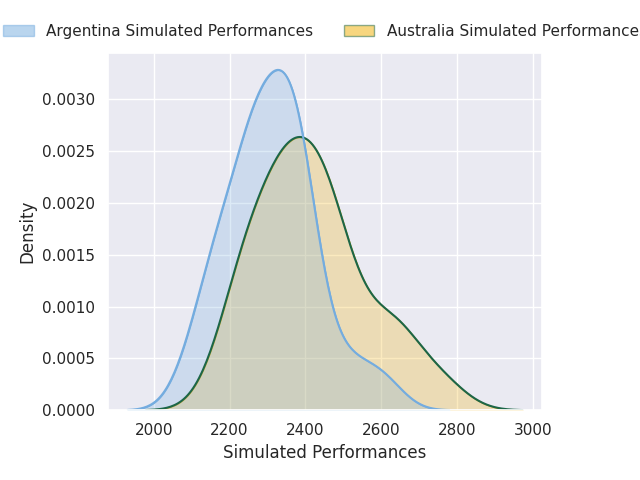 Argentina Simulated Performances
Australia Simulated Performance
0.0030
0.0025
0.0020
0.0015
0.0010
0.0005
0.0000
Density
2000 2200 2400 2600 2800 3000
Simulated Performances